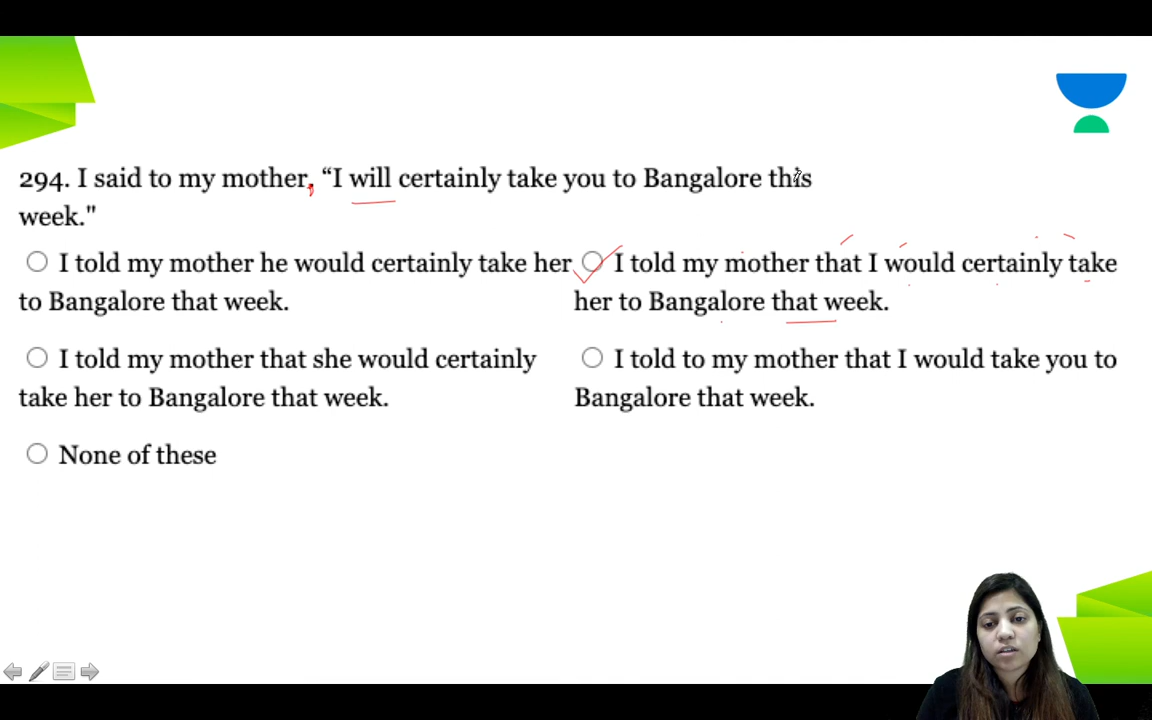 294. I said to my mother, “I will certainly take you to Bangalore this
week."
I told my mother he would certainly take her
to Bangalore that week.
I told my mother that I would certainly take
her to Bangalore that week.
I told my mother that she would certainly
take her to Bangalore that week.
I told to my mother that I would take you to
Bangalore that week.
None of these